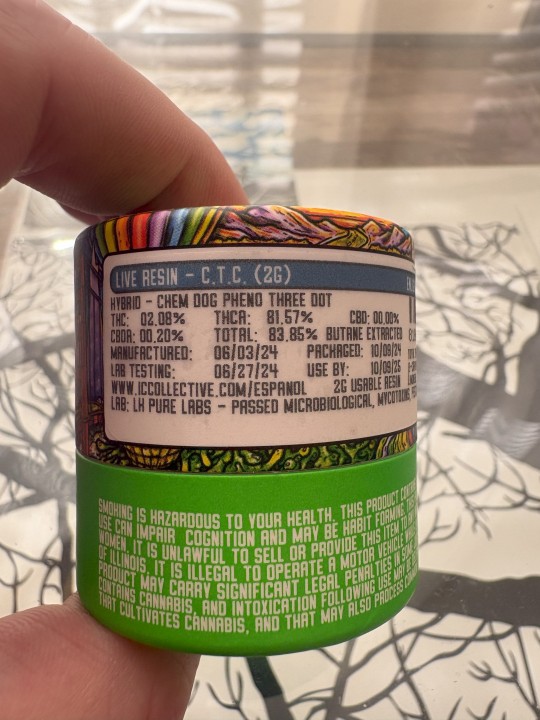 LIVE RESIN - C.T.C. (2G)
HYBRID - CHEM DOG PHENO THREE DOT
THC: 02.08% THCA: 81.57% CBD: 00.00%
CBDA: 00.20% TOTAL: 83.85% BUTANE EXTRACTED
MANUFACTURED: 06/03/24 PACKAGED: 10/09/24
LAB TESTING: 06/27/24 USE BY: 10/09/25
WWW.ICCOLLECTIVE.COM/ESPANOL 2G USABLE RESIN
LAB: LK PURE LABS - PASSED MICROBIOLOGICAL, MYCOTOXINS,
SMOKING IS HAZARDOUS TO YOUR HEALTH, THIS PRODUCT
USE CAN IMPAIR COGNITION AND MAY BE HABIT FORMING,
WOMEN, IT IS UNLAWFUL TO SELL OR PROVIDE THIS ITEM TO
OF ILLINOIS, IT IS ILLEGAL TO OPERATE A MOTOR VEHICLE
PRODUCT MAY CARRY SIGNIFICANT LEGAL PENALTIES
CONTAINS CANNABIS, AND INTOXICATION FOLLOWING USE MAY BE
THAT CULTIVATES CANNABIS, AND THAT MAY ALSO PROCESS